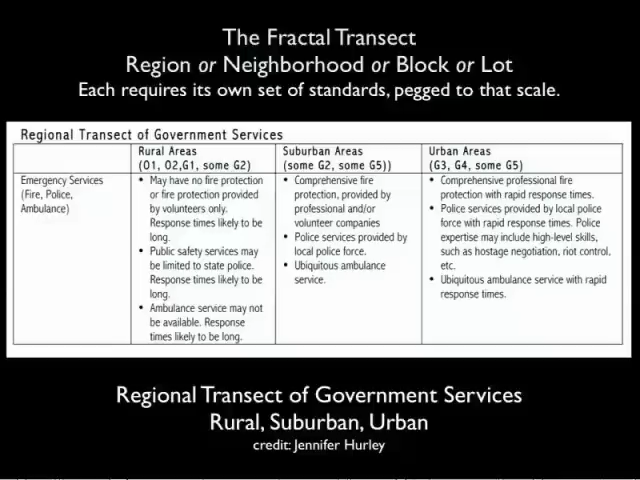 The Fractal Transect
Region or Neighborhood or Block or Lot
Each requires its own set of standards, pegged to that scale.
Regional Transect of Government Services
Rural Areas
(O1, O2,G1, some G2)
Suburban Areas
(some G2, some G5))
Urban Areas
(G3, G4, some G5)
Emergency Services
(Fire, Police,
Ambulance)
• May have no fire protection
or fire protection provided
by volunteers only.
Response times likely to be
long.
• Public safety services may
be limited to state police.
Response times likely to be
long.
• Ambulance service may not
be available. Response
times likely to be long.
• Comprehensive fire
protection, provided by
professional and/or
volunteer companies
• Police services provided by
local police force.
• Ubiquitous ambulance
service.
• Comprehensive professional fire
protection with rapid response times.
• Police services provided by local police
force with rapid response times. Police
expertise may include high-level skills,
such as hostage negotiation, riot control,
etc.
• Ubiquitous ambulance service with rapid
response times.
Regional Transect of Government Services
Rural, Suburban, Urban
credit: Jennifer Hurley